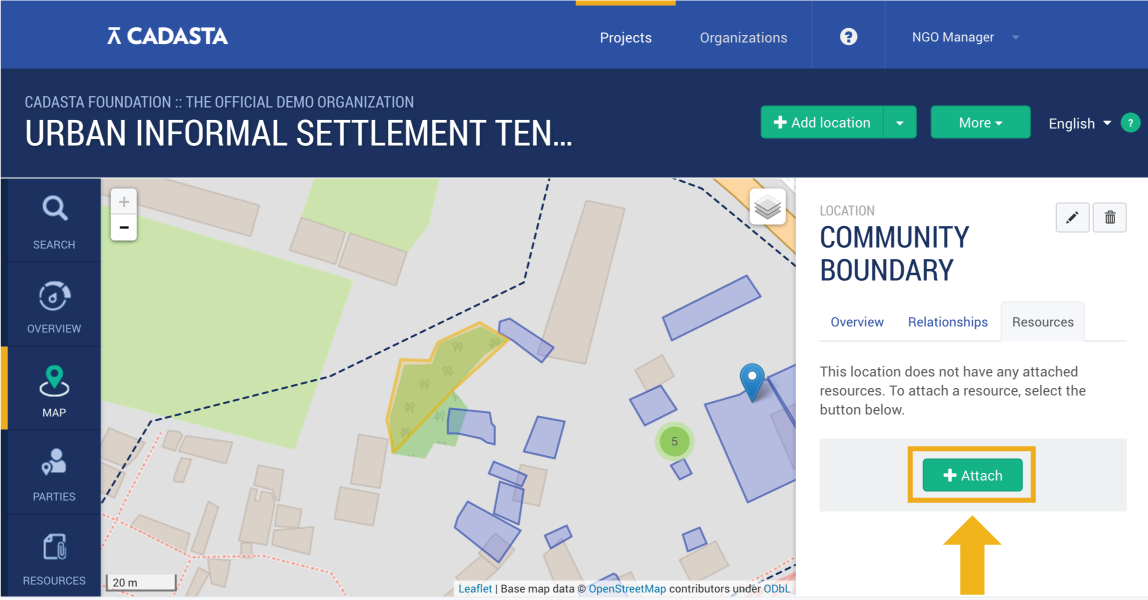 CADASTA
Projects
Organizations
?
NGO Manager
CADASTA FOUNDATION :: THE OFFICIAL DEMO ORGANIZATION
URBAN INFORMAL SETTLEMENT TEN...
+ Add location
More
English
?
SEARCH
OVERVIEW
MAP
PARTIES
RESOURCES
+
-
5
20 m
Leaflet | Base map data © OpenStreetMap contributors under ODbL
LOCATION
COMMUNITY
BOUNDARY
Overview
Relationships
Resources
This location does not have any attached
resources. To attach a resource, select the
button below.
+ Attach